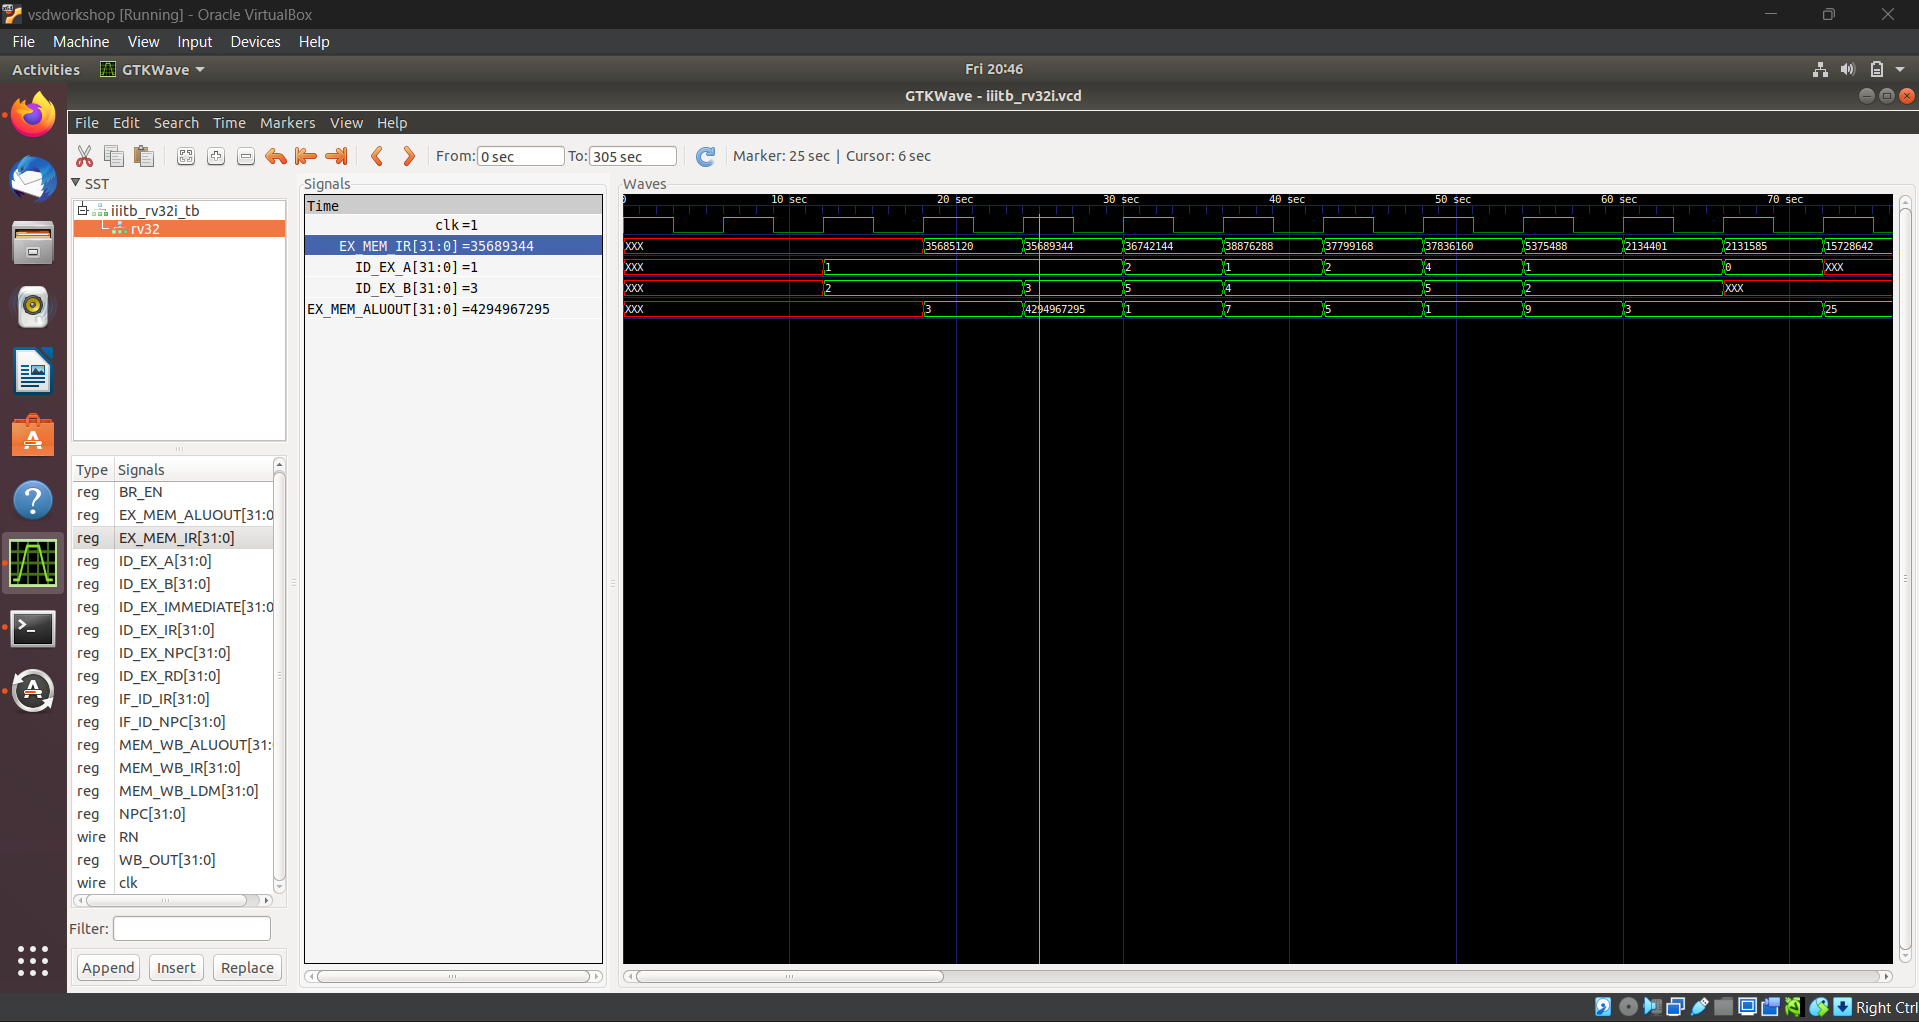 vsdworkshop [Running] - Oracle VirtualBox
File Machine View Input Devices Help
Activities GTKWave Fri 20:46
GTKWave - iiitb_rv32i.vcd
File Edit Search Time Markers View Help
From: 0 sec To: 305 sec Marker: 25 sec | Cursor: 6 sec
SST
iiitb_rv32i_tb
rv32
Type Signals
reg BR_EN
reg EX_MEM_ALUOUT[31:0
reg EX_MEM_IR[31:0]
reg ID_EX_A[31:0]
reg ID_EX_B[31:0]
reg ID_EX_IMMEDIATE[31:0
reg ID_EX_IR[31:0]
reg ID_EX_NPC[31:0]
reg ID_EX_RD[31:0]
reg IF_ID_IR[31:0]
reg IF_ID_NPC[31:0]
reg MEM_WB_ALUOUT[31:
reg MEM_WB_IR[31:0]
reg MEM_WB_LDM[31:0]
reg NPC[31:0]
wire RN
reg WB_OUT[31:0]
wire clk
Filter:
Append Insert Replace
Signals
Time
clk=1
EX_MEM_IR[31:0]=35689344
ID_EX_A[31:0]=1
ID_EX_B[31:0]=3
EX_MEM_ALUOUT[31:0]=4294967295
Waves
0 10 sec 20 sec 30 sec 40 sec 50 sec 60 sec 70 sec
XXX 35685120 35689344 36742144 38876288 37799168 37836160 5375488 2134401 2131585 15728642
XXX 1 2 1 2 4 1 0 XXX
XXX 2 3 5 4 5 2 XXX
XXX 3 4294967295 1 7 5 1 9 3 25
Right Ctrl